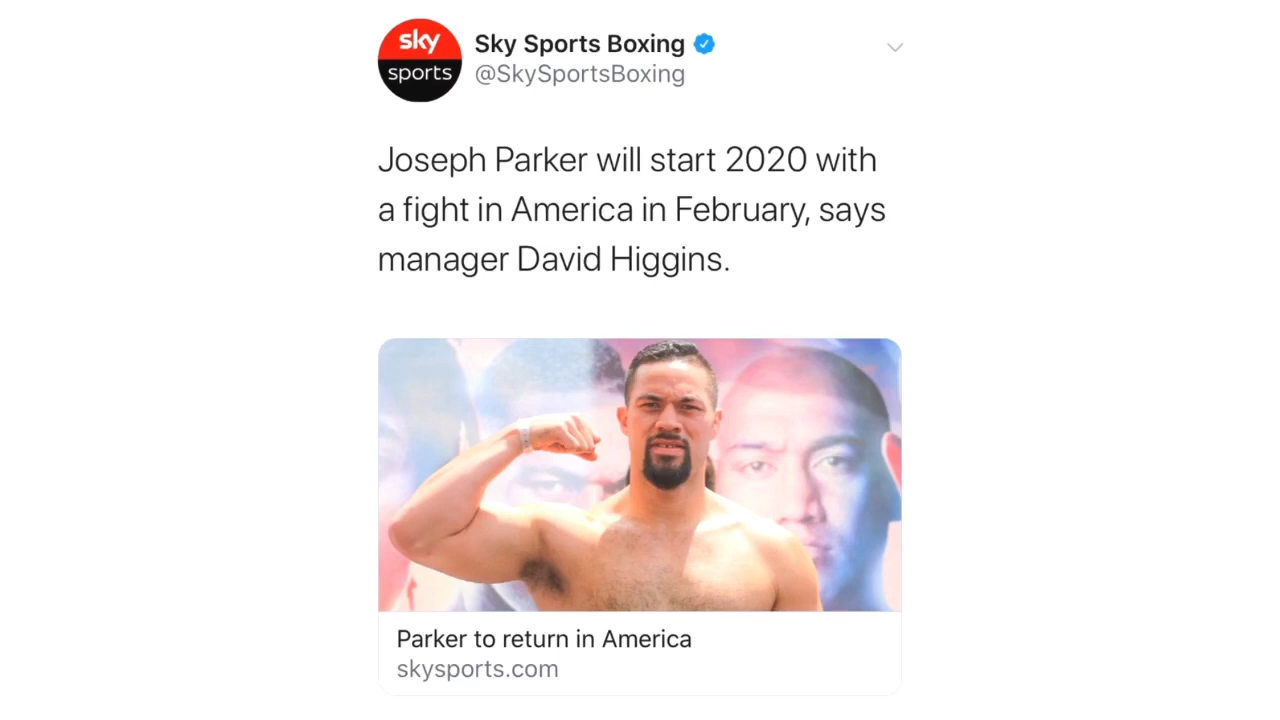 sky
sports
Sky Sports Boxing
@SkySportsBoxing
Joseph Parker will start 2020 with
a fight in America in February, says
manager David Higgins.
Parker to return in America
skysports.com